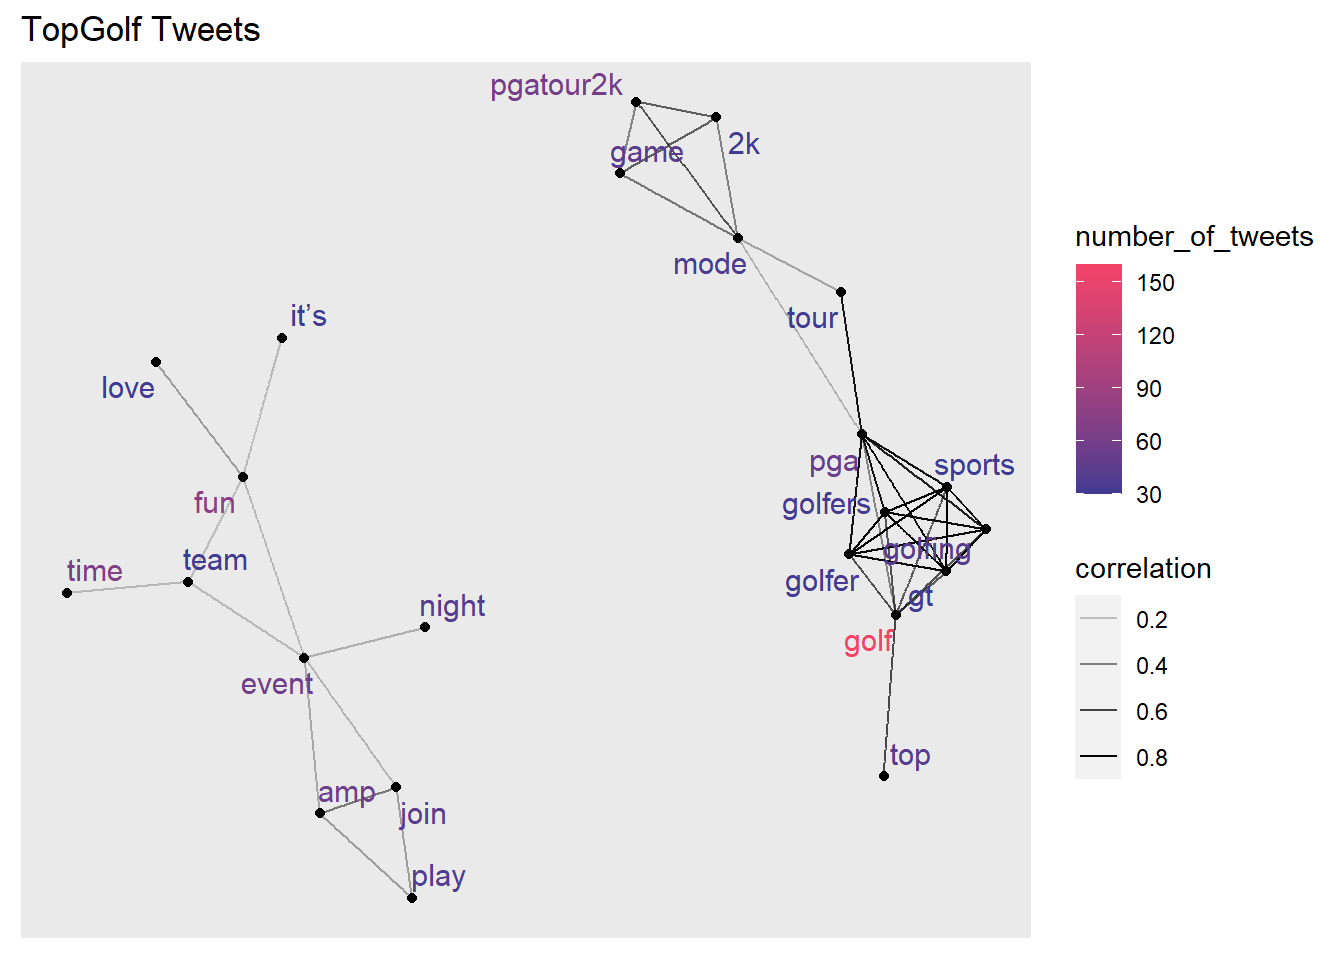 TopGolf Tweets
pgatour2k
2k
game
mode
tour
it’s
love
fun
team
time
night
event
amp
join
play
pga
sports
golfers
golfing
golfer
gt
golf
top
number_of_tweets
150
120
90
60
30
correlation
0.2
0.4
0.6
0.8